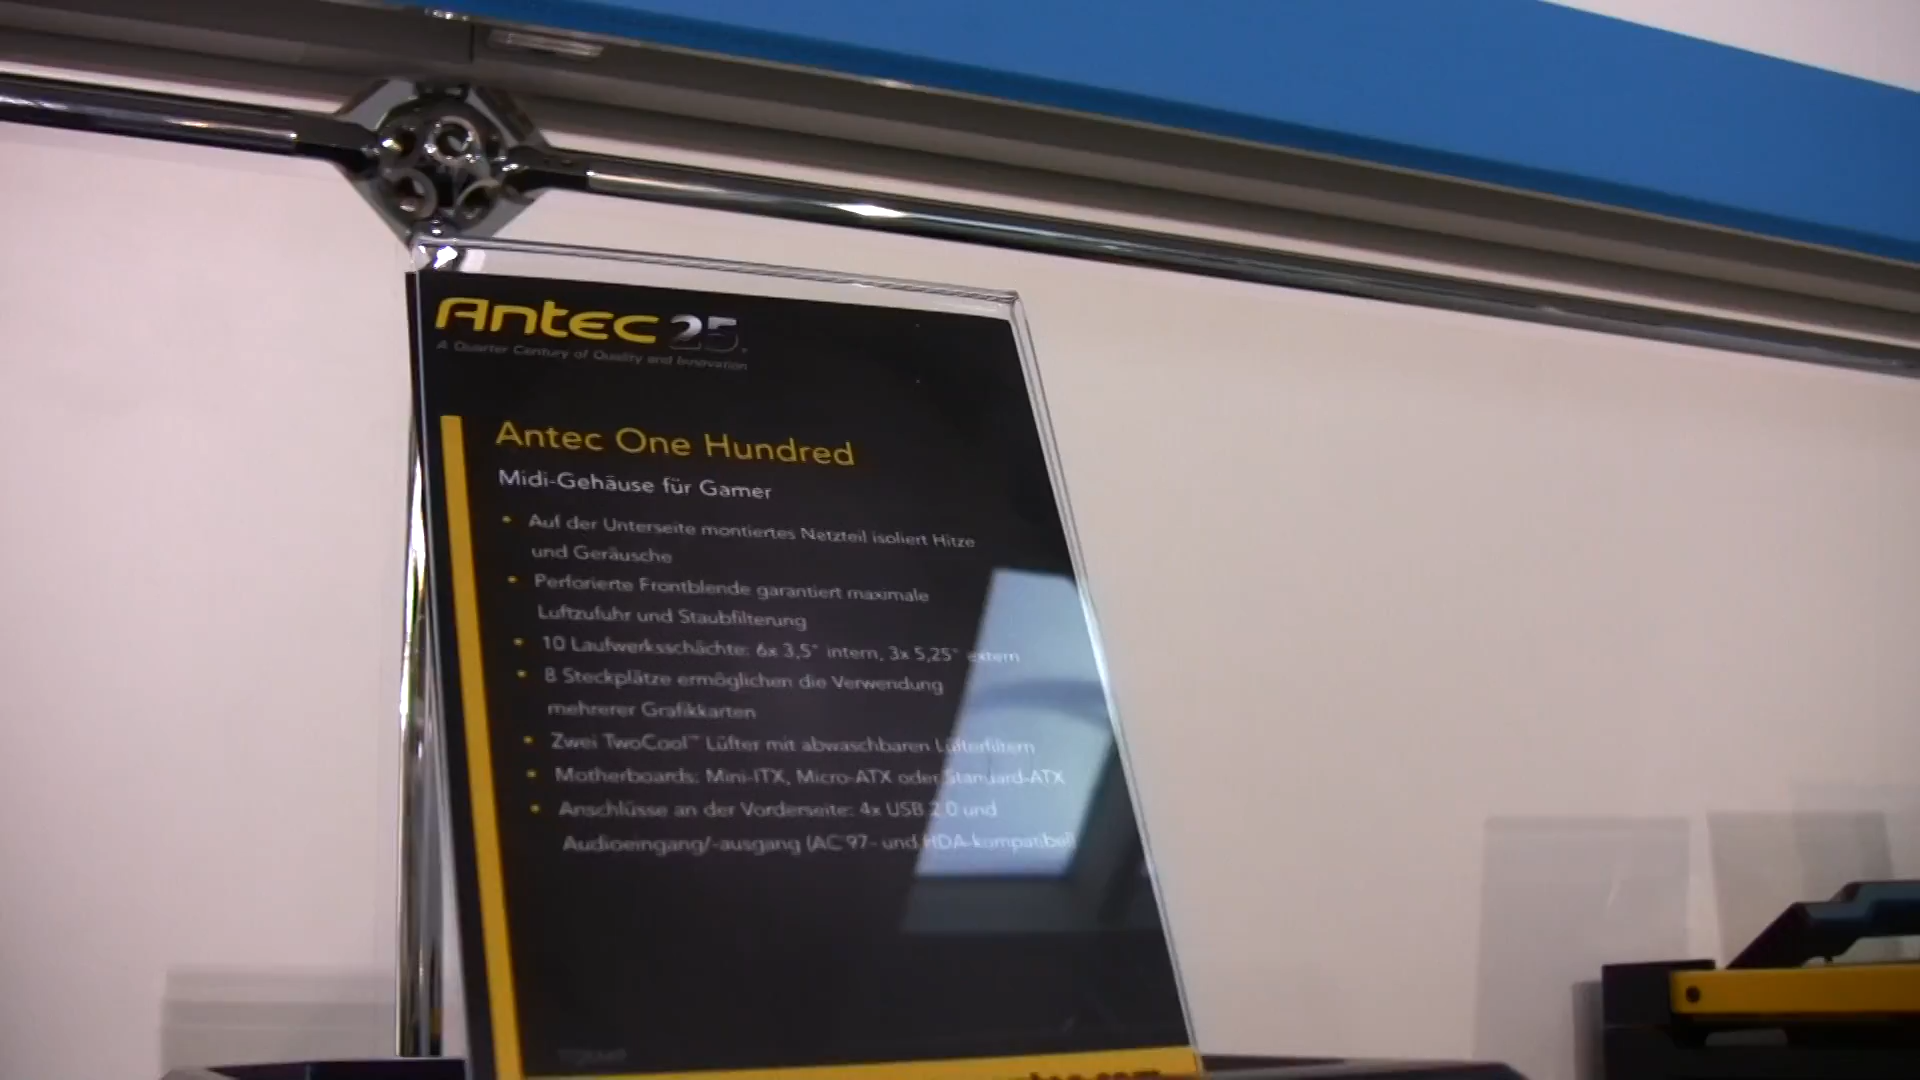 Antec 25.
A Quarter Century of Quality and Innovation
Antec One Hundred
Midi-Gehäuse für Gamer
• Auf der Unterseite montiertes Netzteil isoliert Hitze
und Geräusche
• Perforierte Frontblende garantiert maximale
Luftzufuhr und Staubfilterung
• 10 Laufwerksschächte: 6x 3,5" intern, 3x 5,25" extern
• 8 Steckplätze ermöglichen die Verwendung
mehrerer Grafikkarten
• Zwei TwoCool™ Lüfter mit abwaschbaren Lüfterfiltern
• Motherboards: Mini-ITX, Micro-ATX oder Standard-ATX
• Anschlüsse an der Vorderseite: 4x USB 2.0 und
Audioeingang/-ausgang (AC'97- und HDA-kompatibel)